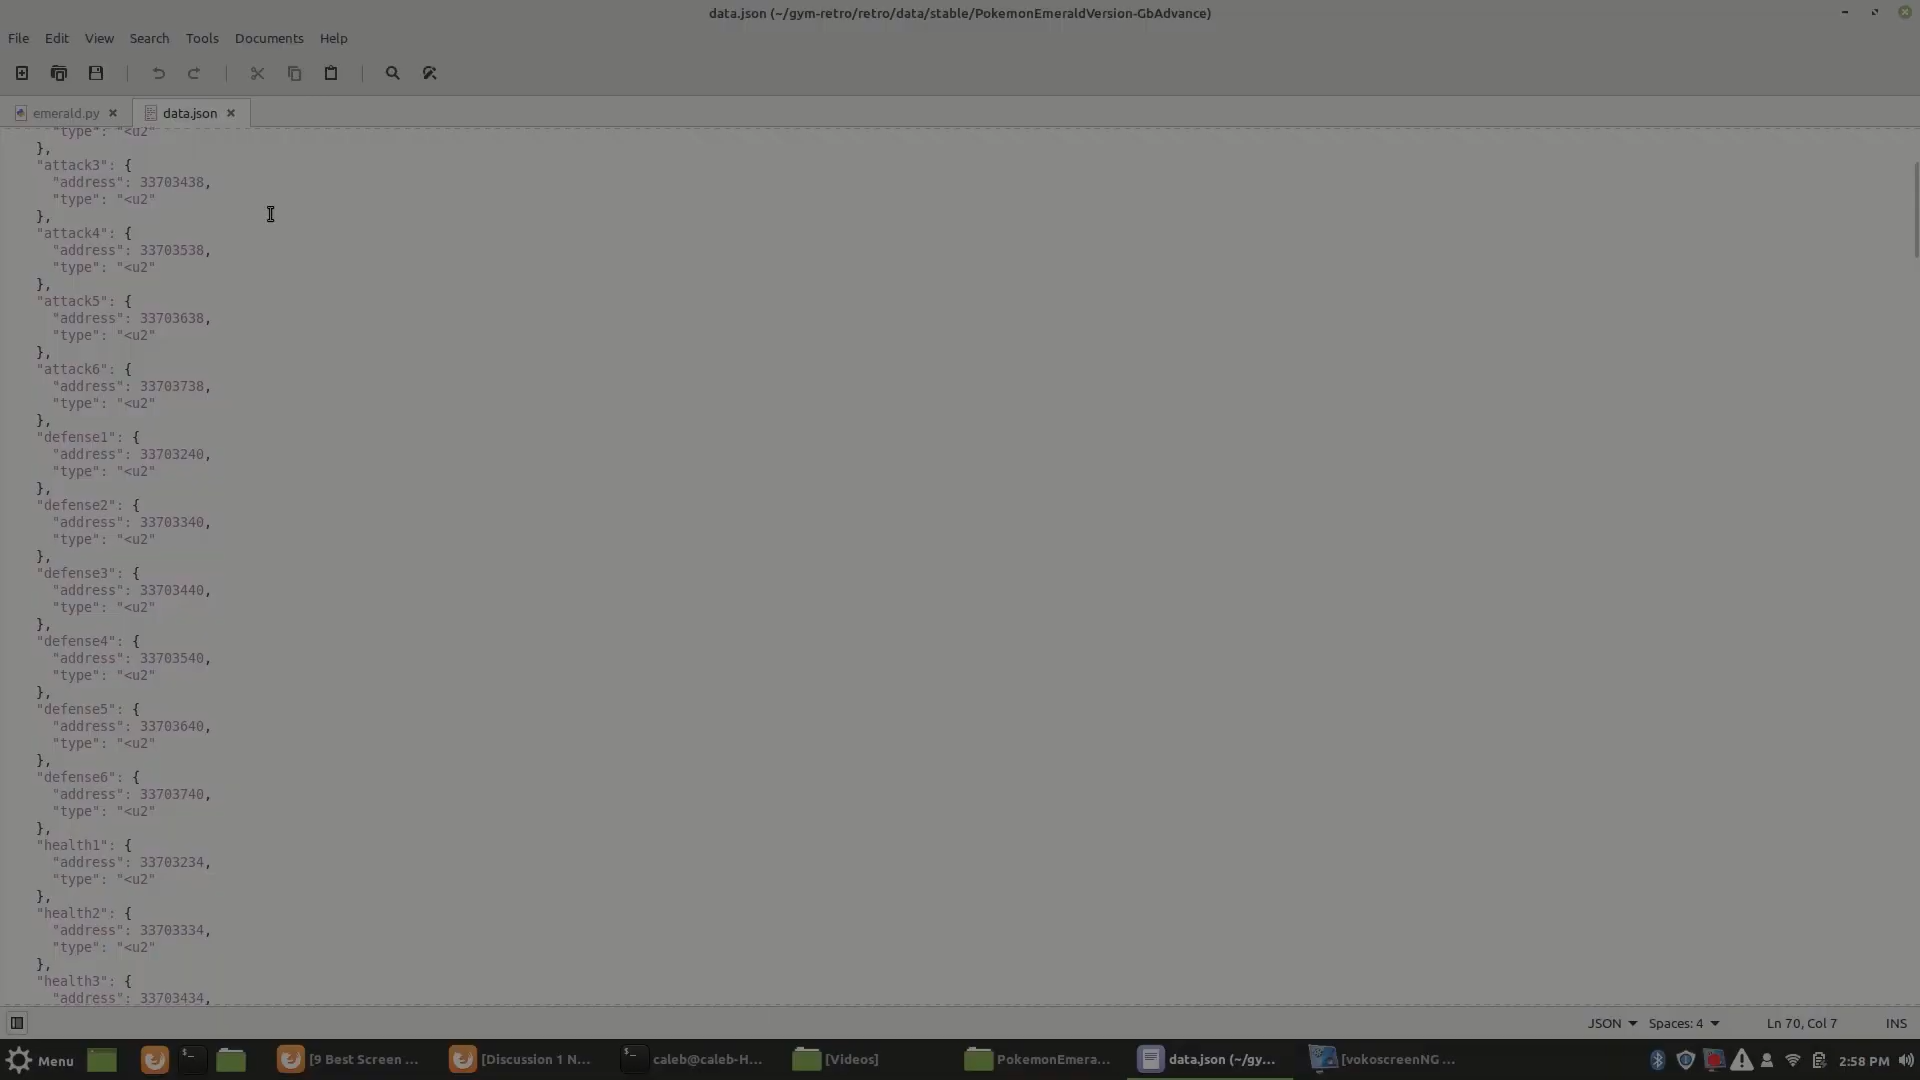 data.json (~/gym-retro/retro/data/stable/PokemonEmeraldVersion-GbAdvance)
File Edit View Search Tools Documents Help
emerald.py data.json
"type": "<u2"
},
"attack3": {
"address": 33703438,
"type": "<u2"
},
"attack4": {
"address": 33703538,
"type": "<u2"
},
"attack5": {
"address": 33703638,
"type": "<u2"
},
"attack6": {
"address": 33703738,
"type": "<u2"
},
"defense1": {
"address": 33703240,
"type": "<u2"
},
"defense2": {
"address": 33703340,
"type": "<u2"
},
"defense3": {
"address": 33703440,
"type": "<u2"
},
"defense4": {
"address": 33703540,
"type": "<u2"
},
"defense5": {
"address": 33703640,
"type": "<u2"
},
"defense6": {
"address": 33703740,
"type": "<u2"
},
"health1": {
"address": 33703234,
"type": "<u2"
},
"health2": {
"address": 33703334,
"type": "<u2"
},
"health3": {
"address": 33703434,
JSON Spaces: 4 Ln 70, Col 7 INS
Menu [9 Best Screen ... [Discussion 1 N... caleb@caleb-H... [Videos] PokemonEmera... data.json (~/gy... [vokoscreenNG ... 2:58 PM